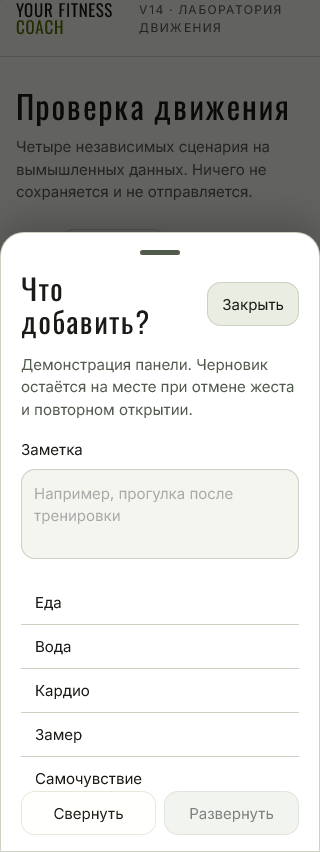 YOUR FITNESS
COACH
V14 · ЛАБОРАТОРИЯ
ДВИЖЕНИЯ
Проверка движения
Четыре независимых сценария на
вымышленных данных. Ничего не
сохраняется и не отправляется.
Что
добавить?
Закрыть
Демонстрация панели. Черновик
остаётся на месте при отмене жеста
и повторном открытии.
Заметка
Например, прогулка после
тренировки
Еда
Вода
Кардио
Замер
Самочувствие
Свернуть
Развернуть